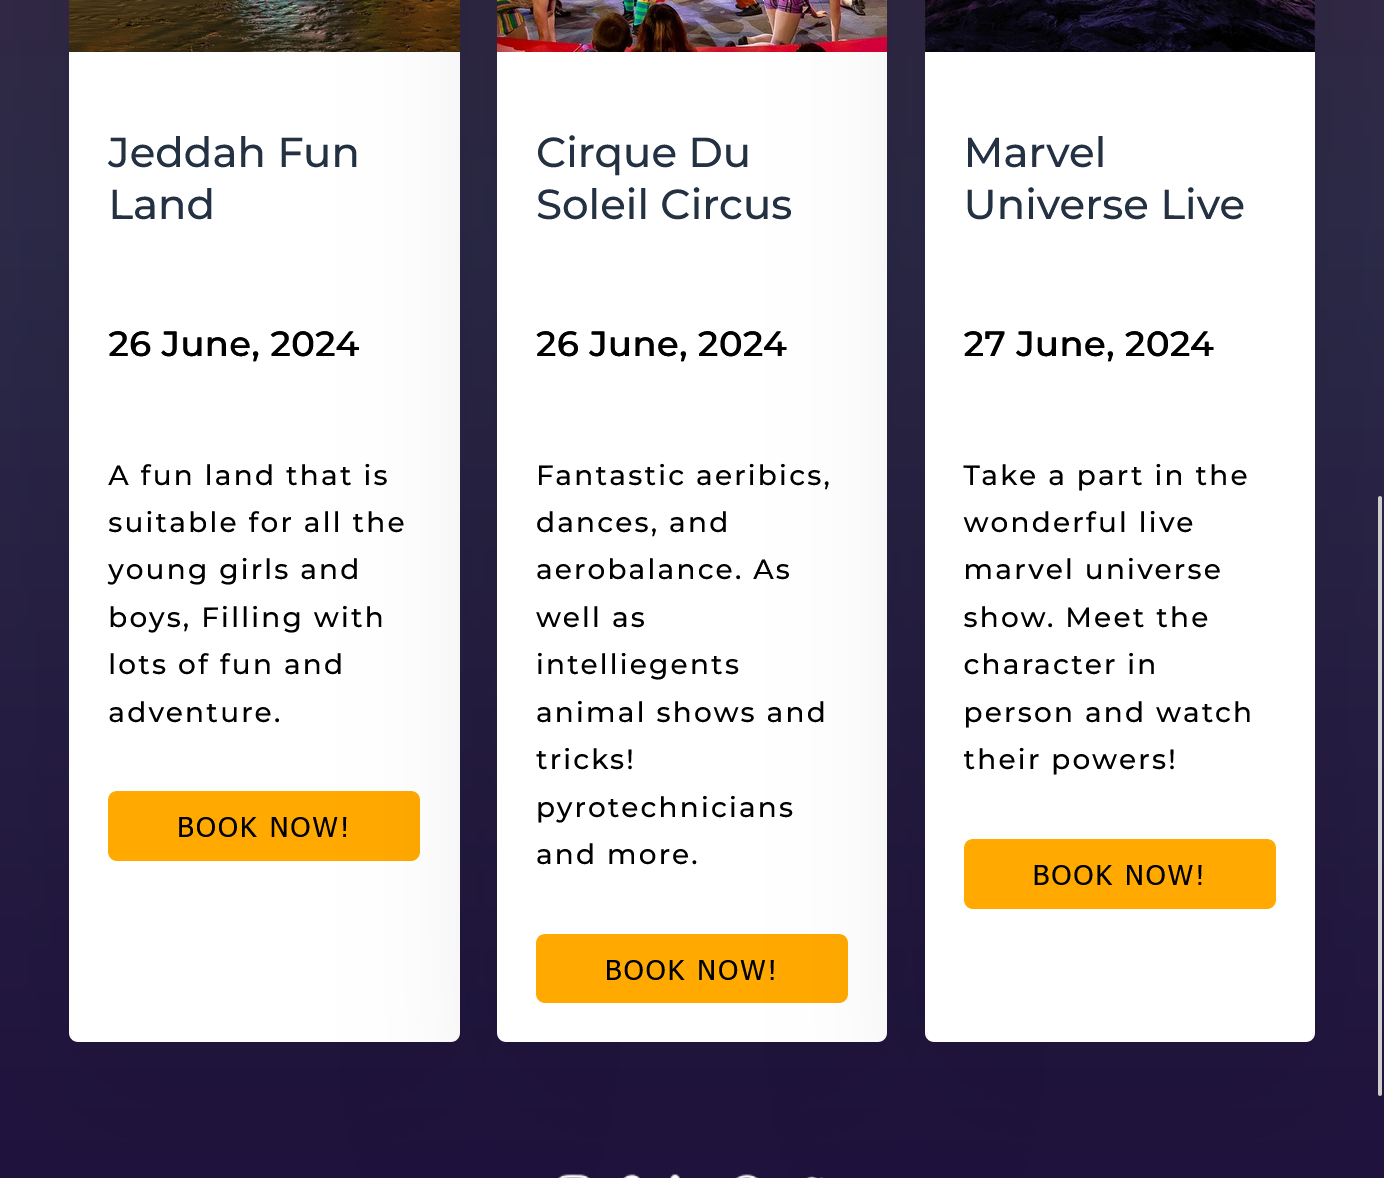 Jeddah Fun
Land
26 June, 2024
A fun land that is
suitable for all the
young girls and
boys, Filling with
lots of fun and
adventure.
BOOK NOW!
Cirque Du
Soleil Circus
26 June, 2024
Fantastic aeribics,
dances, and
aerobalance. As
well as
intelliegents
animal shows and
tricks!
pyrotechnicians
and more.
BOOK NOW!
Marvel
Universe Live
27 June, 2024
Take a part in the
wonderful live
marvel universe
show. Meet the
character in
person and watch
their powers!
BOOK NOW!